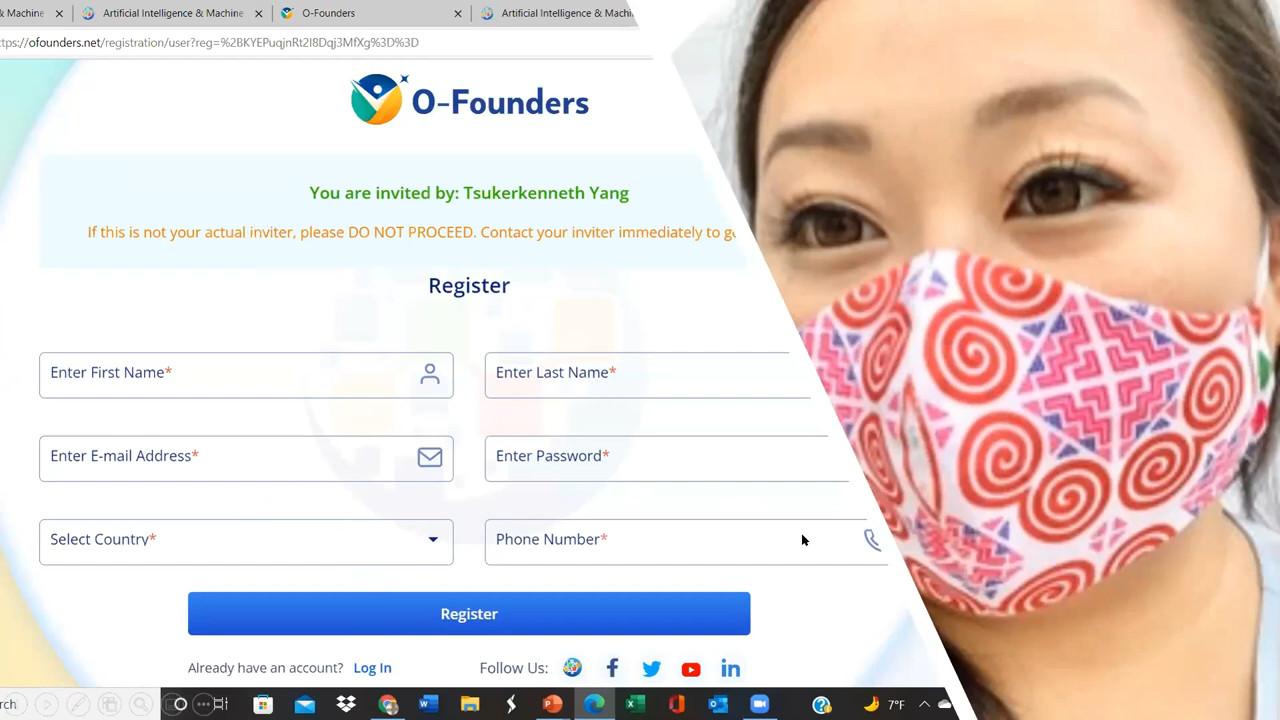 & Machine
Artificial Intelligence & Machine
O-Founders
Artificial Intelligence & Ma
ttps://ofounders.net/registration/user?reg=%2BKYEPuqjnRt2I8Dqj3MfXg%3D%3D
O-Founders
You are invited by: Tsukerkenneth Yang
If this is not your actual inviter, please DO NOT PROCEED. Contact your inviter immediately to
Register
Enter First Name*
Enter Last Name*
Enter E-mail Address*
Enter Password*
Select Country*
Phone Number*
Register
Already have an account? Log In
Follow Us:
7°F